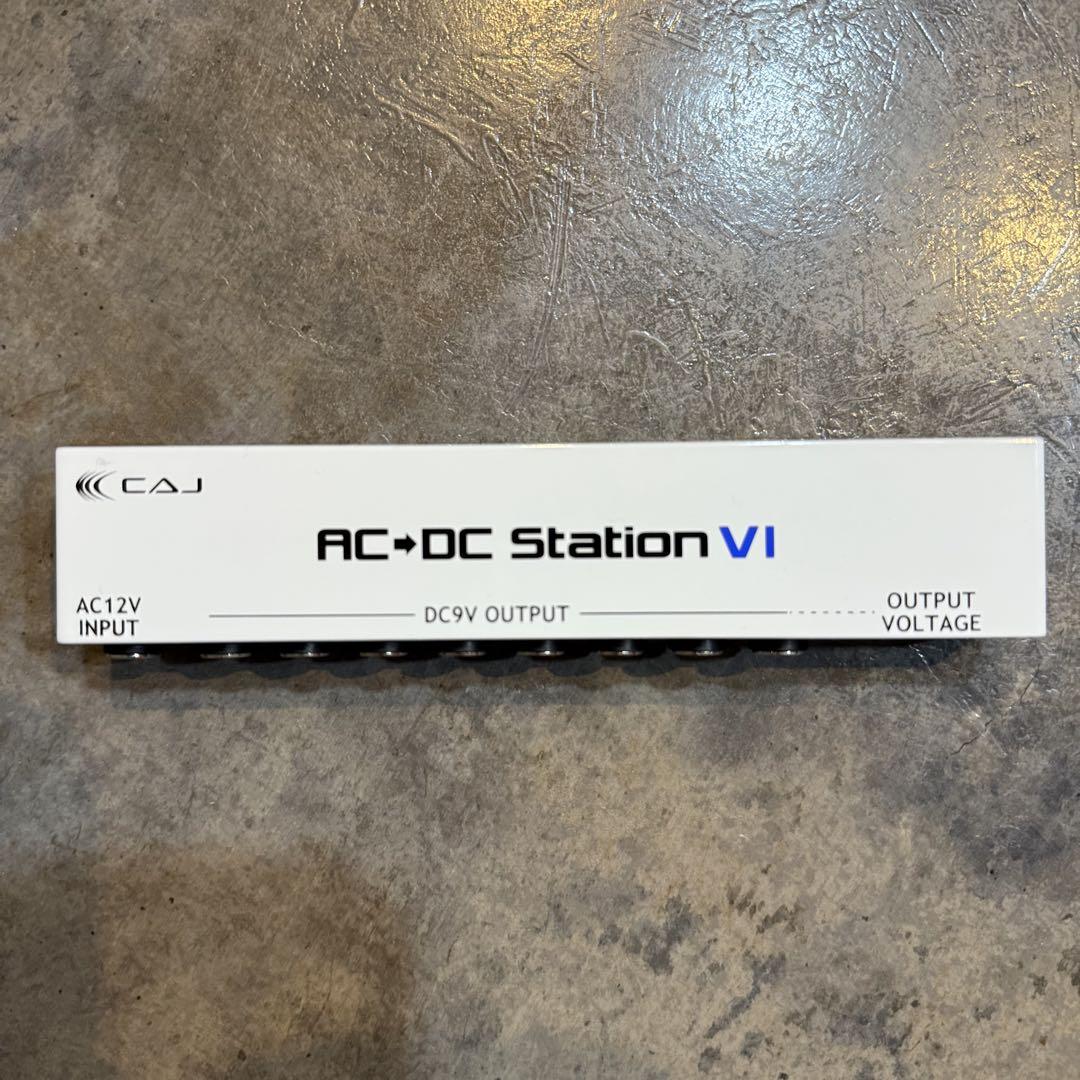 CAJ
AC➔DC Station VI
AC12V
INPUT
DC9V OUTPUT
OUTPUT
VOLTAGE